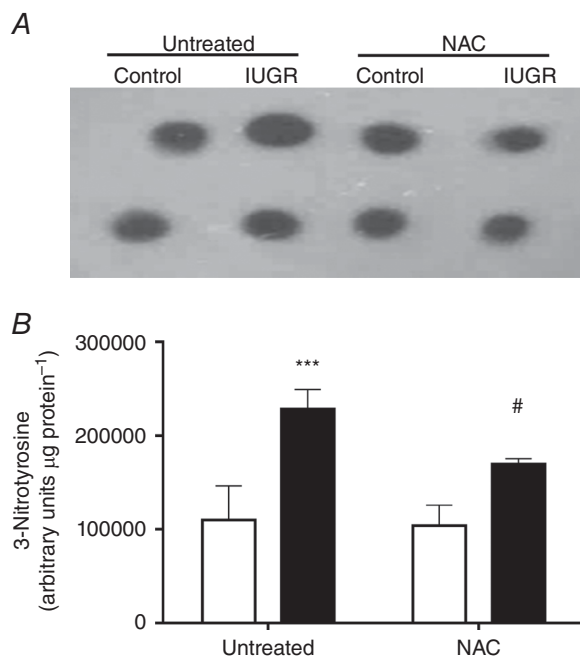 A
Untreated NAC
Control IUGR Control IUGR
B
3-Nitrotyrosine
(arbitrary units µg protein⁻¹)
300000
200000
100000
0
***
#
Untreated NAC